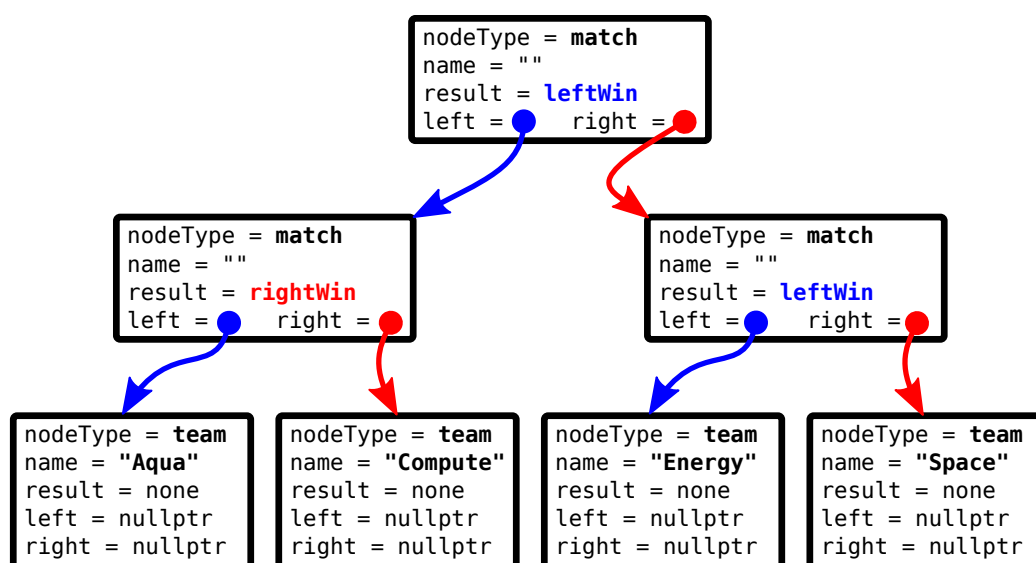 nodeType = match
name = ""
result = leftWin
left = right =
nodeType = match
name = ""
result = rightWin
left = right =
nodeType = match
name = ""
result = leftWin
left = right =
nodeType = team
name = "Aqua"
result = none
left = nullptr
right = nullptr
nodeType = team
name = "Compute"
result = none
left = nullptr
right = nullptr
nodeType = team
name = "Energy"
result = none
left = nullptr
right = nullptr
nodeType = team
name = "Space"
result = none
left = nullptr
right = nullptr